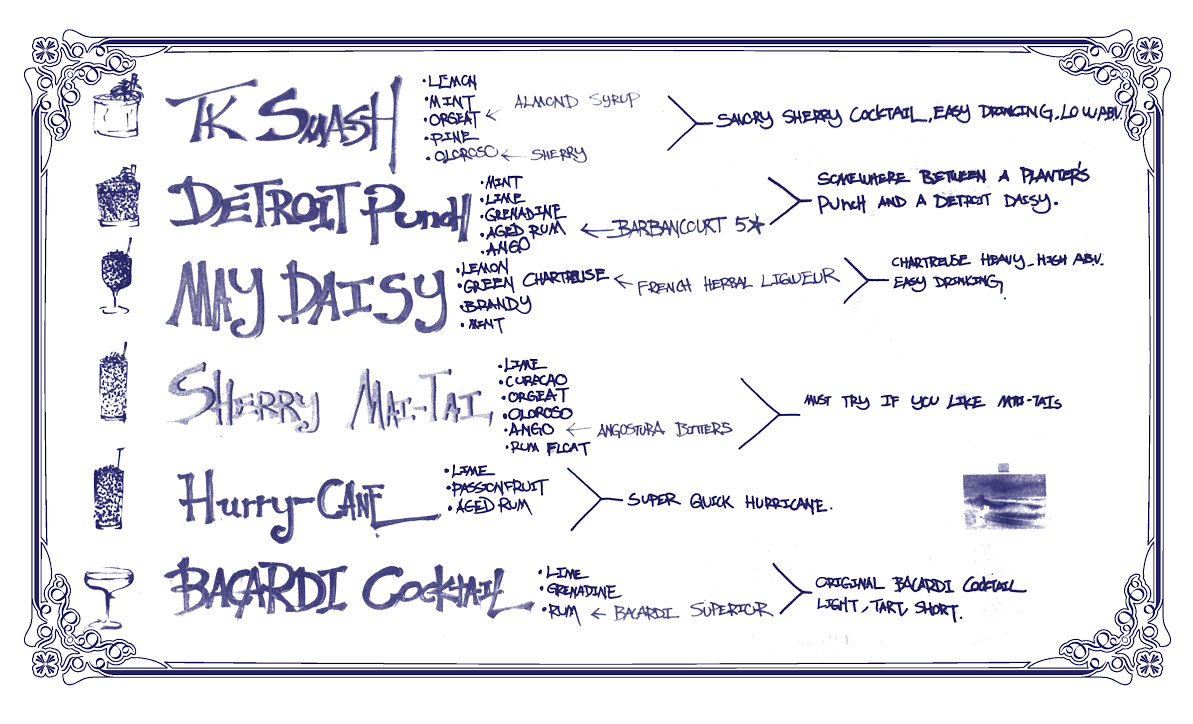 TK SMASH
·LEMON
·MINT
·ORGEAT ← ALMOND SYRUP
·PINE
·OLOROSO ← SHERRY
SAVORY SHERRY COCKTAIL, EASY DRINKING, LOW ABV.
DETROIT PUNCH
·MINT
·LIME
·GRENADINE
·AGED RUM ← BARBANCOURT 5★
·ANGO
SOMEWHERE BETWEEN A PLANTER'S
PUNCH AND A DETROIT DAISY.
MAY DAISY
·LEMON
·GREEN CHARTREUSE ← FRENCH HERBAL LIQUEUR
·BRANDY
·MINT
CHARTREUSE HEAVY, HIGH ABV.
EASY DRINKING,
SHERRY MAI-TAI
·LIME
·CURACAO
·ORGEAT
·OLOROSO
·ANGO ← ANGOSTURA BITTERS
·RUM FLOAT
MUST TRY IF YOU LIKE MAI-TAIS
Hurry-CANE
·LIME
·PASSIONFRUIT
·AGED RUM
SUPER QUICK HURRICANE.
BACARDI COCKTAIL
·LIME
·GRENADINE
·RUM ← BACARDI SUPERIOR
ORIGINAL BACARDI COCKTAIL
LIGHT, TART, SHORT.